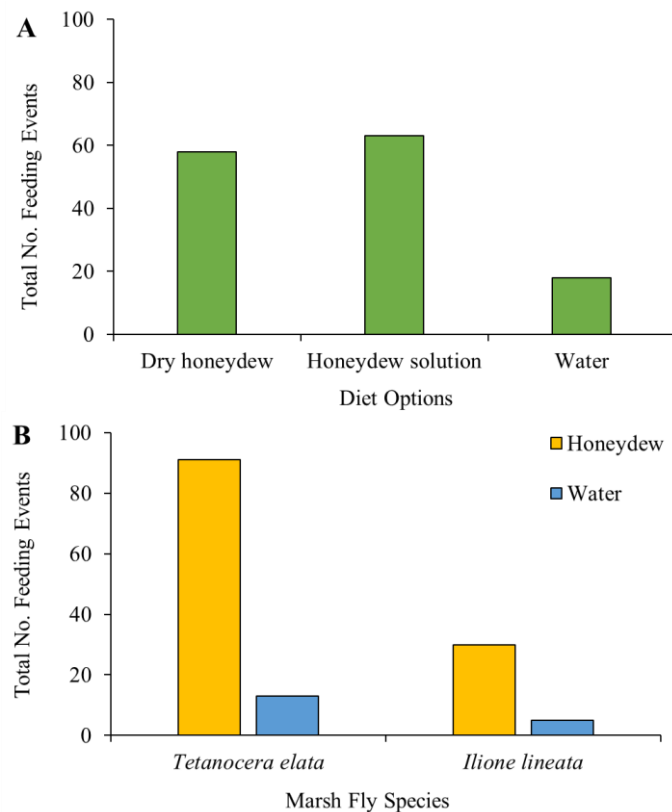 A
Total No. Feeding Events
100
80
60
40
20
0
Dry honeydew Honeydew solution Water
Diet Options
B
Total No. Feeding Events
100
80
60
40
20
0
Honeydew
Water
Tetanocera elata Ilione lineata
Marsh Fly Species